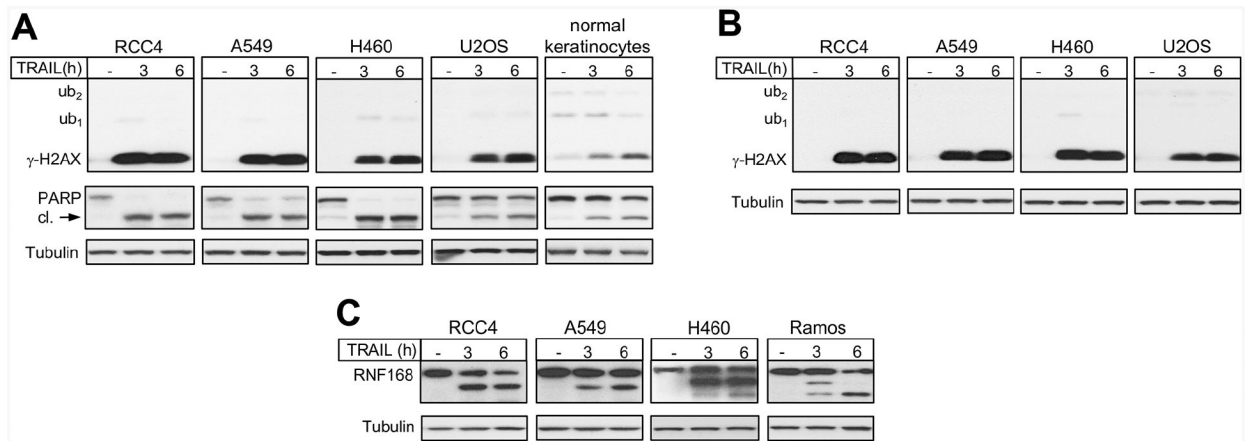 A
RCC4 A549 H460 U2OS normal keratinocytes
TRAIL(h) - 3 6 - 3 6 - 3 6 - 3 6 - 3 6
ub2
ub1
γ-H2AX
PARP
cl.
Tubulin
B
RCC4 A549 H460 U2OS
TRAIL(h) - 3 6 - 3 6 - 3 6 - 3 6
ub2
ub1
γ-H2AX
Tubulin
C
RCC4 A549 H460 Ramos
TRAIL (h) - 3 6 - 3 6 - 3 6 - 3 6
RNF168
Tubulin